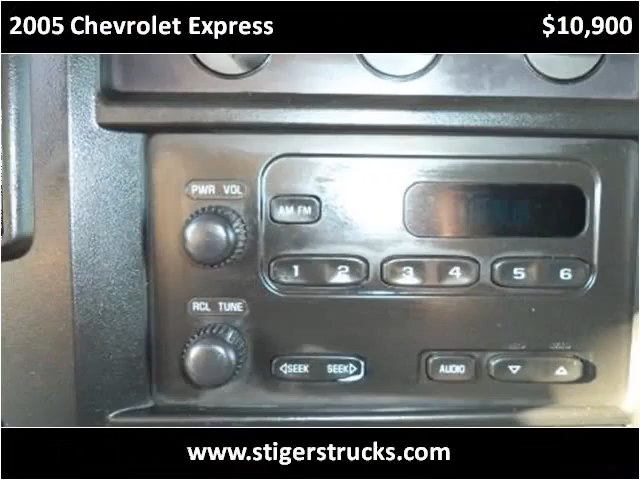 2005 Chevrolet Express $10,900
PWR VOL
AM FM
1 2 3 4 5 6
RCL TUNE
SEEK SEEK AUDIO
www.stigerstrucks.com